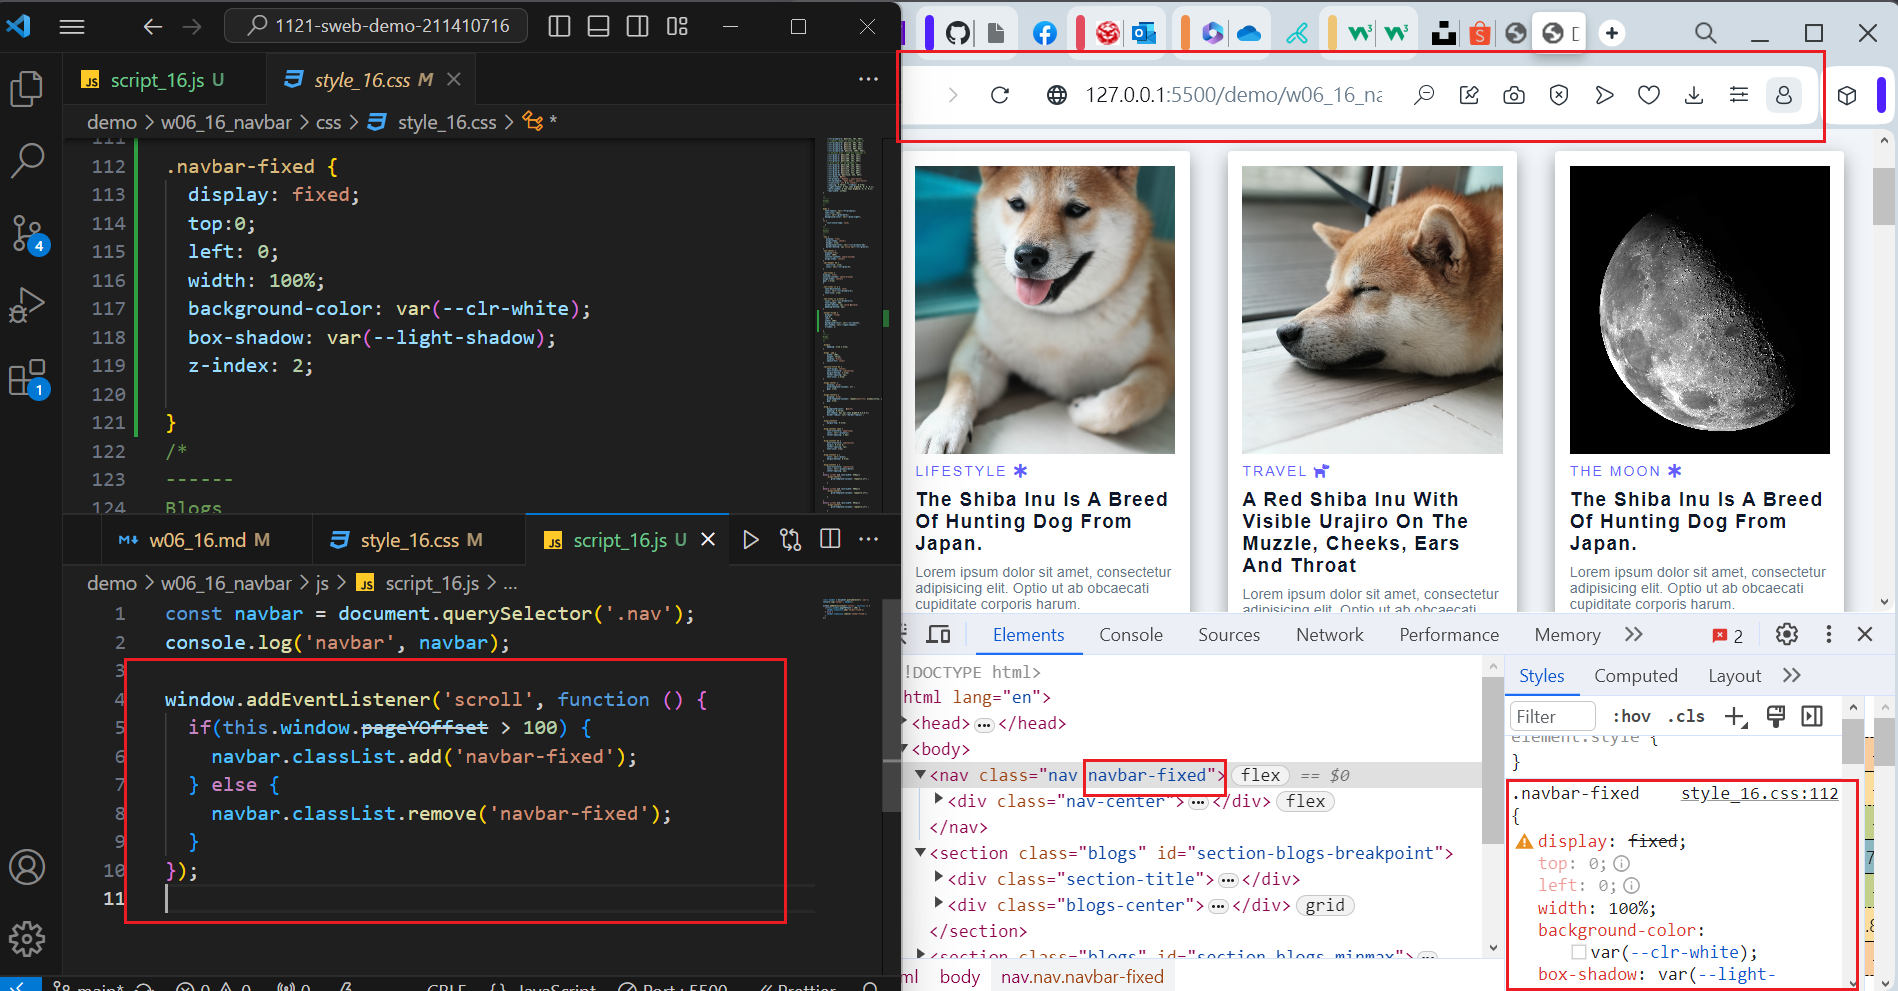 1121-sweb-demo-211410716
script_16.js U
style_16.css M
demo > w06_16_navbar > css > style_16.css > *
111
112 .navbar-fixed {
113 display: fixed;
114 top:0;
115 left: 0;
116 width: 100%;
117 background-color: var(--clr-white);
118 box-shadow: var(--light-shadow);
119 z-index: 2;
120
121 }
122 /*
123 ------
124 Blogs
4
1
w06_16.md M
style_16.css M
script_16.js U
demo > w06_16_navbar > js > script_16.js > ...
1 const navbar = document.querySelector('.nav');
2 console.log('navbar', navbar);
3
4 window.addEventListener('scroll', function () {
5 if(this.window.pageYOffset > 100) {
6 navbar.classList.add('navbar-fixed');
7 } else {
8 navbar.classList.remove('navbar-fixed');
9 }
10 });
11
main* 0 0 0 CRLF {} JavaScript Port : 5500 Prettier
127.0.0.1:5500/demo/w06_16_na
LIFESTYLE
The Shiba Inu Is A Breed
Of Hunting Dog From
Japan.
Lorem ipsum dolor sit amet, consectetur
adipisicing elit. Optio ut ab obcaecati
cupiditate corporis harum.
TRAVEL
A Red Shiba Inu With
Visible Urajiro On The
Muzzle, Cheeks, Ears
And Throat
Lorem ipsum dolor sit amet, consectetur
adipisicing elit. Optio ut ab obcaecati
THE MOON
The Shiba Inu Is A Breed
Of Hunting Dog From
Japan.
Lorem ipsum dolor sit amet, consectetur
adipisicing elit. Optio ut ab obcaecati
cupiditate corporis harum.
Elements Console Sources Network Performance Memory 2
!DOCTYPE html>
html lang="en">
<head> ... </head>
<body>
<nav class="nav navbar-fixed"> flex == $0
<div class="nav-center"> ... </div> flex
</nav>
<section class="blogs" id="section-blogs-breakpoint">
<div class="section-title"> ... </div>
<div class="blogs-center"> ... </div> grid
</section>
<section class="blogs" id="section-blogs-minmax"> ...
ml body nav.nav.navbar-fixed
Styles Computed Layout
Filter :hov .cls
element.style {
}
.navbar-fixed style_16.css:112
{
display: fixed;
top: 0;
left: 0;
width: 100%;
background-color:
var(--clr-white);
box-shadow: var(--light-